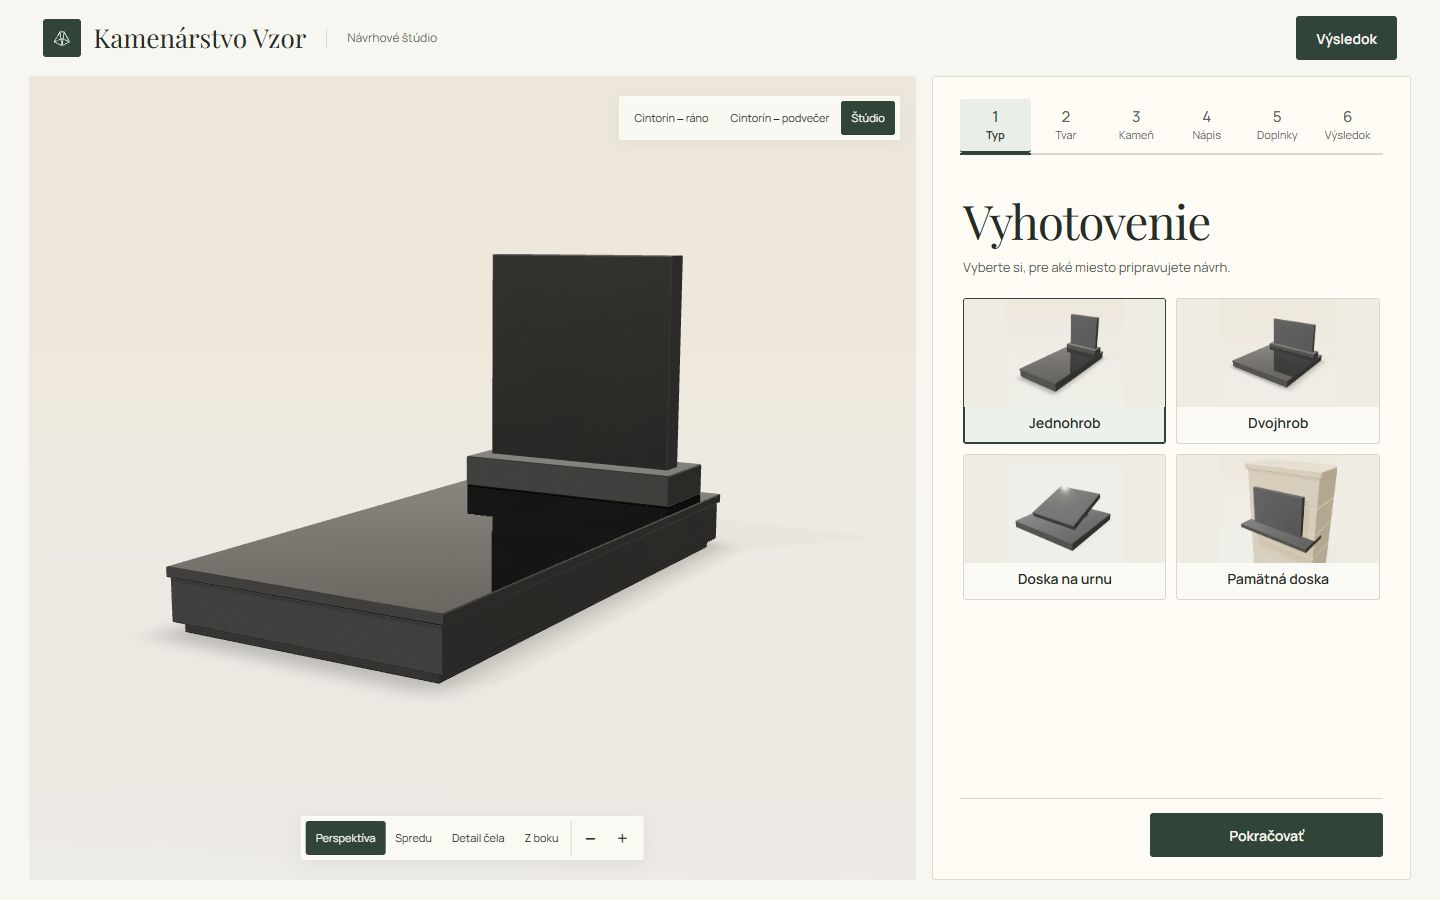 Kamenárstvo Vzor
Návrhové štúdio
Výsledok
Cintorín – ráno
Cintorín – podvečer
Štúdio
1
Typ
2
Tvar
3
Kameň
4
Nápis
5
Doplnky
6
Výsledok
Vyhotovenie
Vyberte si, pre aké miesto pripravujete návrh.
Jednohrob
Dvojhrob
Doska na urnu
Pamätná doska
Perspektíva
Spredu
Detail čela
Z boku
−
+
Pokračovať